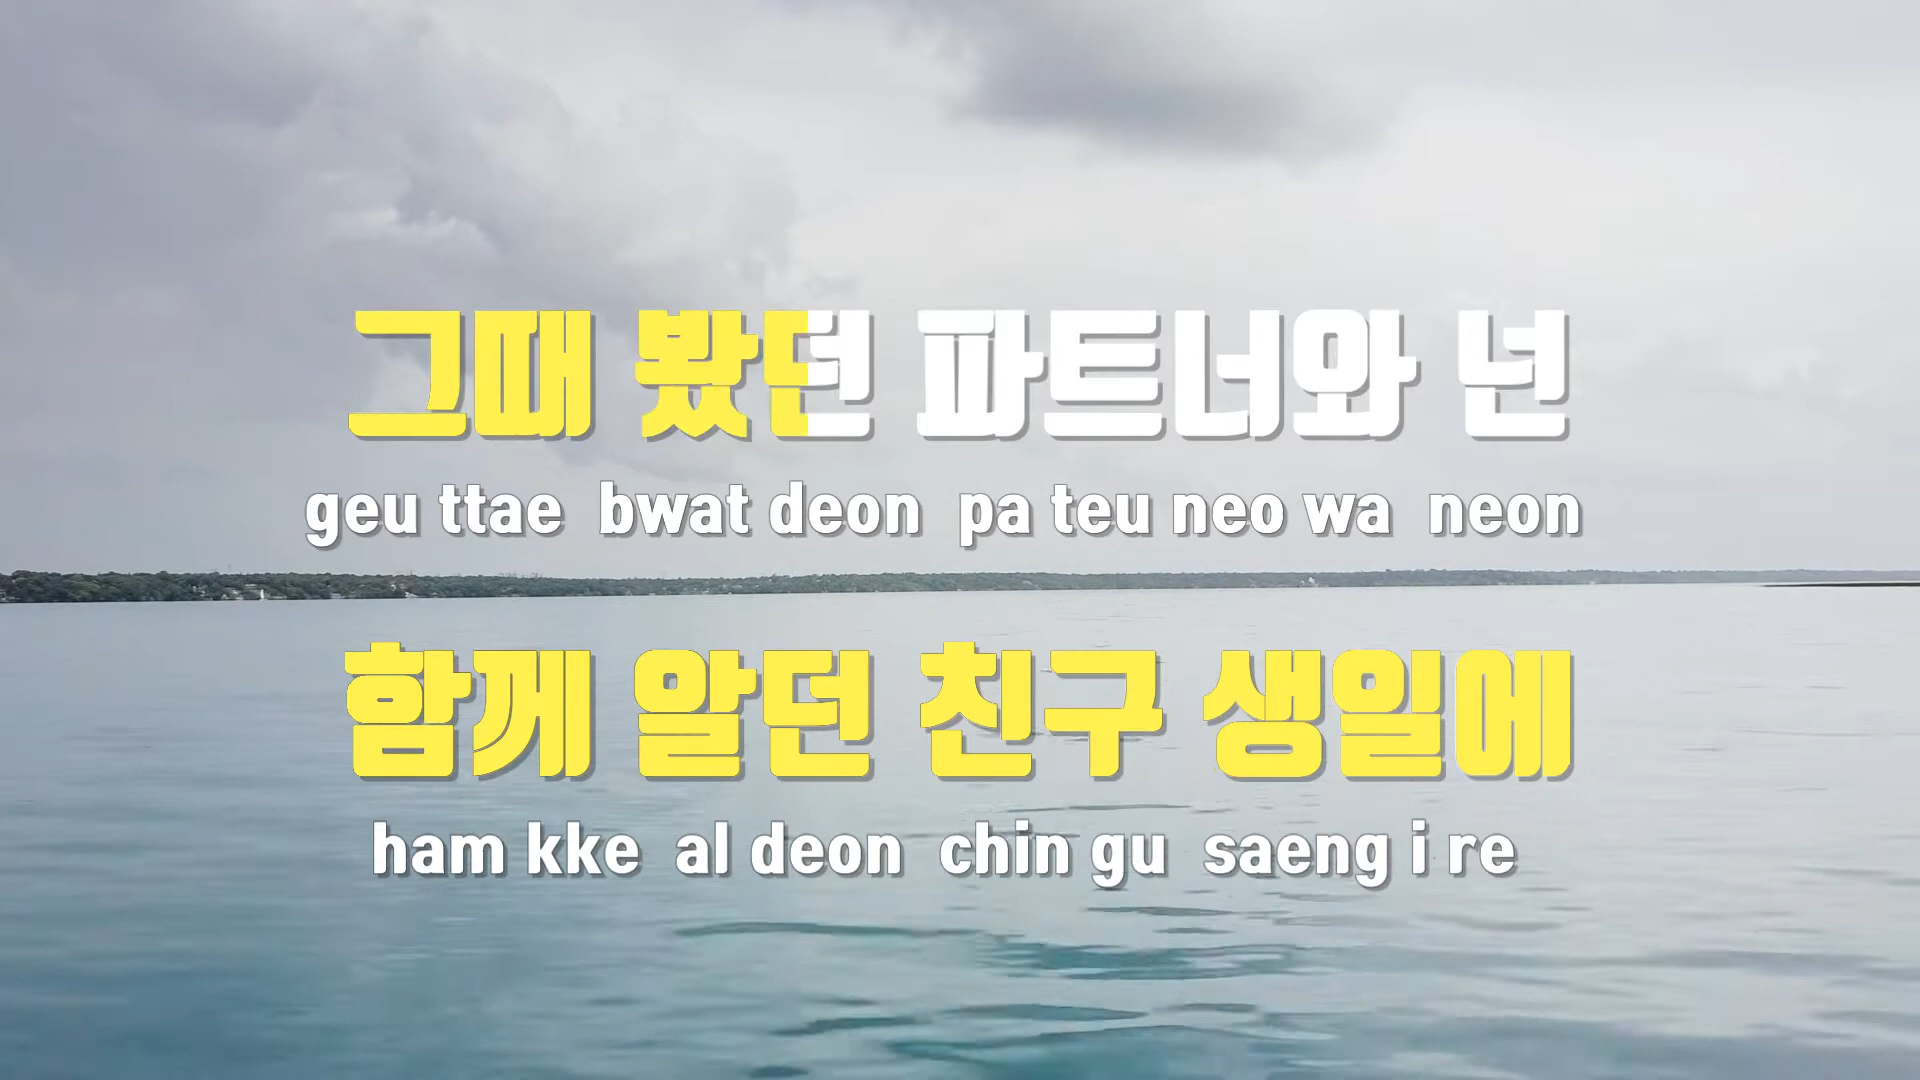 그때 봤던 파트너와 넌
geu ttae bwat deon pa teu neo wa neon
함께 알던 친구 생일에
ham kke al deon chin gu saeng i re